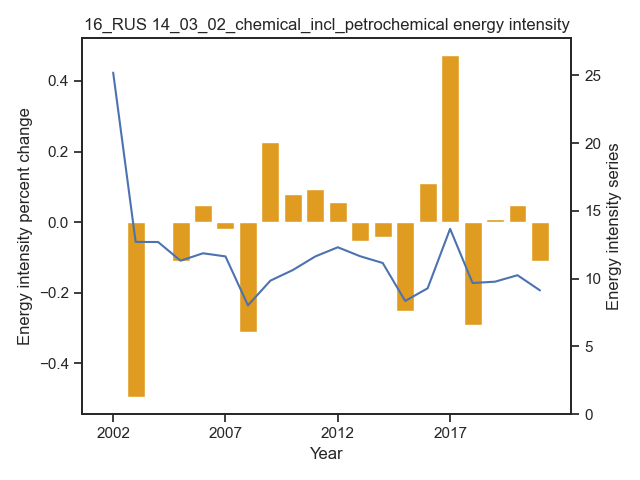 16_RUS 14_03_02_chemical_incl_petrochemical energy intensity
Energy intensity percent change
0.4
0.2
0.0
−0.2
−0.4
25
20
15
10
5
0
Energy intensity series
2002 2007 2012 2017
Year